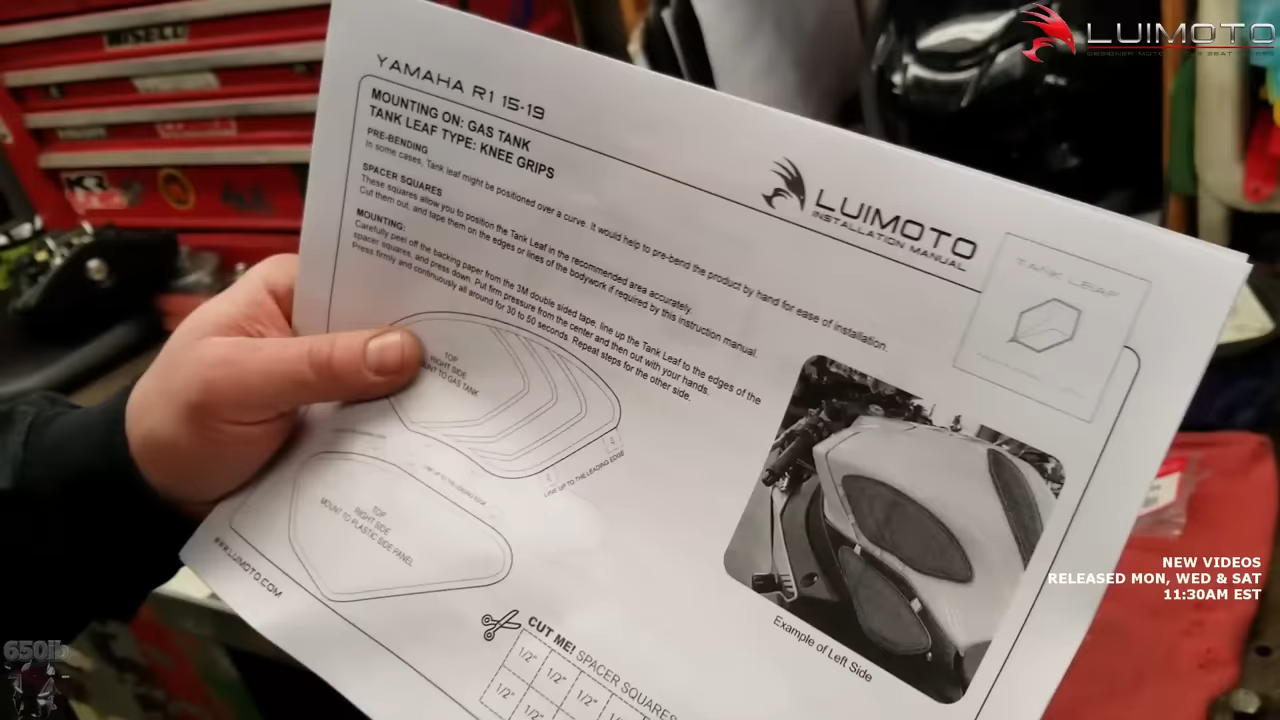 LUIMOTO
YAMAHA R1 15-19
MOUNTING ON: GAS TANK
TANK LEAF TYPE: KNEE GRIPS
PRE-BENDING
In some cases, Tank leaf might be positioned over a curve. It would help to pre-bend the product by hand for ease of installation.
SPACER SQUARES
These squares allow you to position the Tank Leaf in the recommended area accurately.
Cut them out, and tape them on the edges or lines of the bodywork if required by this instruction manual.
MOUNTING:
Carefully peel off the backing paper from the 3M double sided tape, line up the Tank Leaf to the edges of the
spacer squares, and press down. Put firm pressure from the center and then out with your hands.
Press firmly and continuously all around for 30 to 50 seconds. Repeat steps for the other side.
LUIMOTO
INSTALLATION MANUAL
TANK LEAF
TOP
RIGHT SIDE
MOUNT TO GAS TANK
LINE UP TO THE LEADING EDGE
LINE UP TO THE LEADING EDGE
TOP
RIGHT SIDE
MOUNT TO PLASTIC SIDE PANEL
WWW.LUIMOTO.COM
CUT ME! SPACER SQUARES
1/2" 1/2" 1/2"
1/2" 1/2"
Example of Left Side
NEW VIDEOS
RELEASED MON, WED & SAT
11:30AM EST
650ib